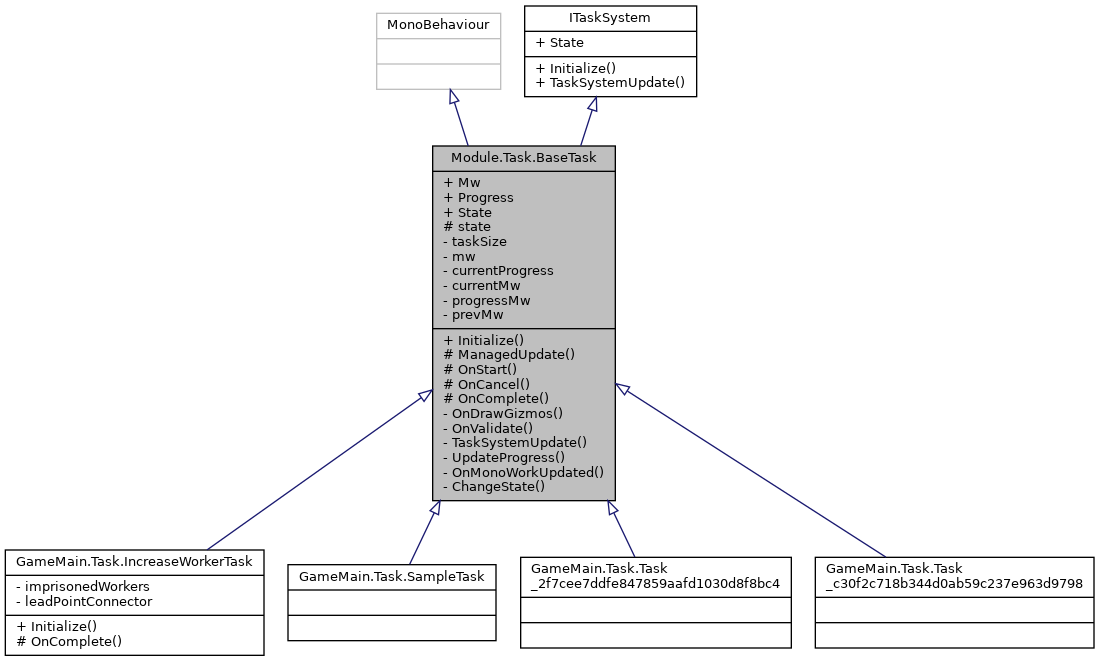 MonoBehaviour
ITaskSystem
+ State
+ Initialize()
+ TaskSystemUpdate()
Module.Task.BaseTask
+ Mw
+ Progress
+ State
# state
- taskSize
- mw
- currentProgress
- currentMw
- progressMw
- prevMw
+ Initialize()
# ManagedUpdate()
# OnStart()
# OnCancel()
# OnComplete()
- OnDrawGizmos()
- OnValidate()
- TaskSystemUpdate()
- UpdateProgress()
- OnMonoWorkUpdated()
- ChangeState()
GameMain.Task.IncreaseWorkerTask
- imprisonedWorkers
- leadPointConnector
+ Initialize()
# OnComplete()
GameMain.Task.SampleTask
GameMain.Task.Task
_2f7cee7ddfe847859aafd1030d8f8bc4
GameMain.Task.Task
_c30f2c718b344d0ab59c237e963d9798